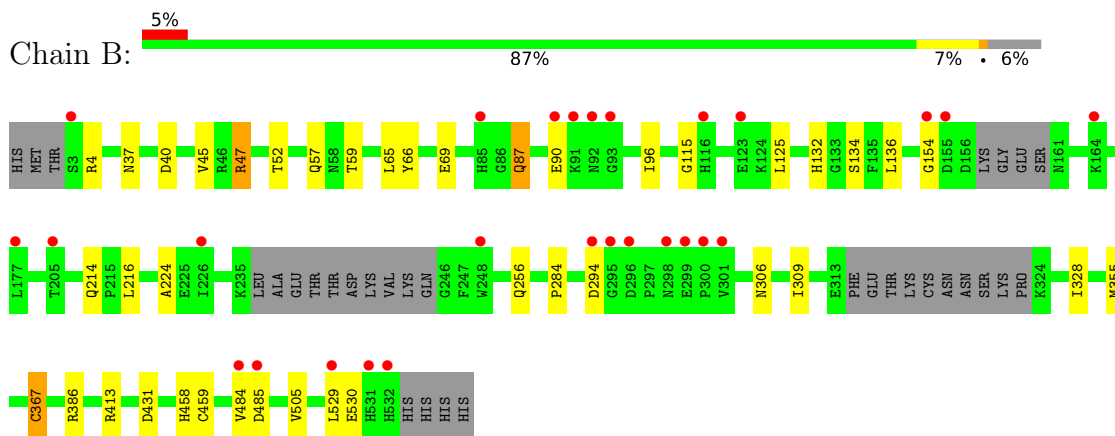 5%
Chain B:
87% 7% • 6%
HIS MET THR S3 R4 N37 D40 V45 R46 R47 T52 Q57 N58 T59 L65 Y66 E69 H85 G86 Q87 E90 K91 N92 G93 I96 G115 H116 E123 K124 L125 H132 G133 S134 F135 L136 G154 D155 D156 LYS GLY GLU SER N161 K164
L177 T205 Q214 P215 L216 A224 E225 I226 K235 LEU ALA GLU THR THR ASP LYS VAL LYS GLN G246 F247 W248 Q256 P284 D294 G295 D296 P297 N298 E299 P300 V301 N306 I309 E313 PHE GLU THR LYS CYS ASN ASN SER LYS PRO K324 I328 M355
C367 R386 R413 D431 H458 C459 V484 D485 V505 L529 E530 H531 H532 HIS HIS HIS HIS